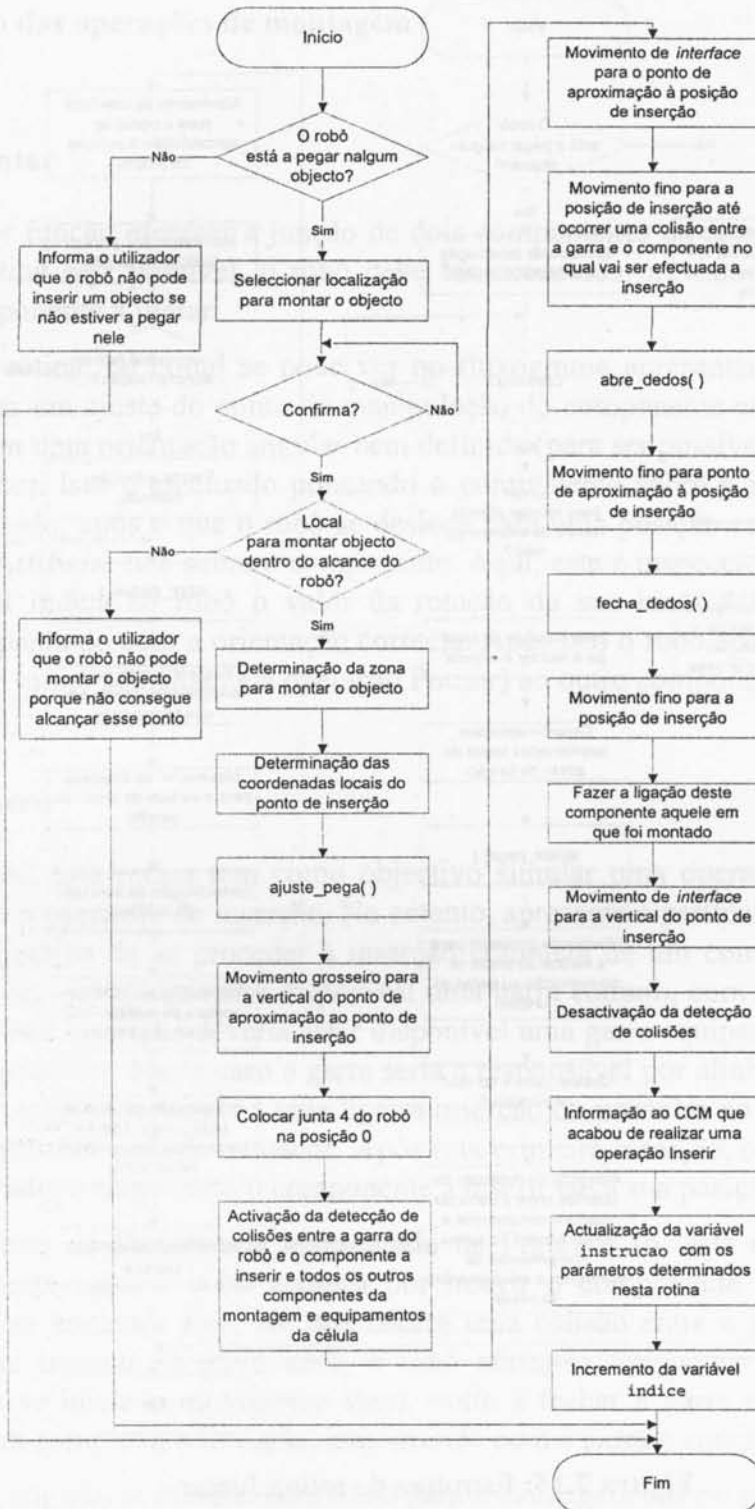 Início
O robô
está a pegar nalgum
objecto?
Não
Sim
Informa o utilizador
que o robô não pode
inserir um objecto se
não estiver a pegar
nele
Seleccionar localização
para montar o objecto
Confirma?
Não
Sim
Local
para montar objecto
dentro do alcance do
robô?
Não
Sim
Informa o utilizador
que o robô não pode
montar o objecto
porque não consegue
alcançar esse ponto
Determinação da zona
para montar o objecto
Determinação das
coordenadas locais do
ponto de inserção
ajuste_pega( )
Movimento grosseiro para
a vertical do ponto de
aproximação ao ponto de
inserção
Colocar junta 4 do robô
na posição 0
Activação da detecção de
colisões entre a garra do
robô e o componente a
inserir e todos os outros
componentes da
montagem e equipamentos
da célula
Movimento de interface
para o ponto de
aproximação à posição
de inserção
Movimento fino para a
posição de inserção até
ocorrer uma colisão entre
a garra e o componente no
qual vai ser efectuada a
inserção
abre_dedos( )
Movimento fino para ponto
de aproximação à posição
de inserção
fecha_dedos( )
Movimento fino para a
posição de inserção
Fazer a ligação deste
componente aquele em
que foi montado
Movimento de interface
para a vertical do ponto de
inserção
Desactivação da detecção
de colisões
Informação ao CCM que
acabou de realizar uma
operação Inserir
Actualização da variável
instrucao com os
parâmetros determinados
nesta rotina
Incremento da variável
indice
Fim